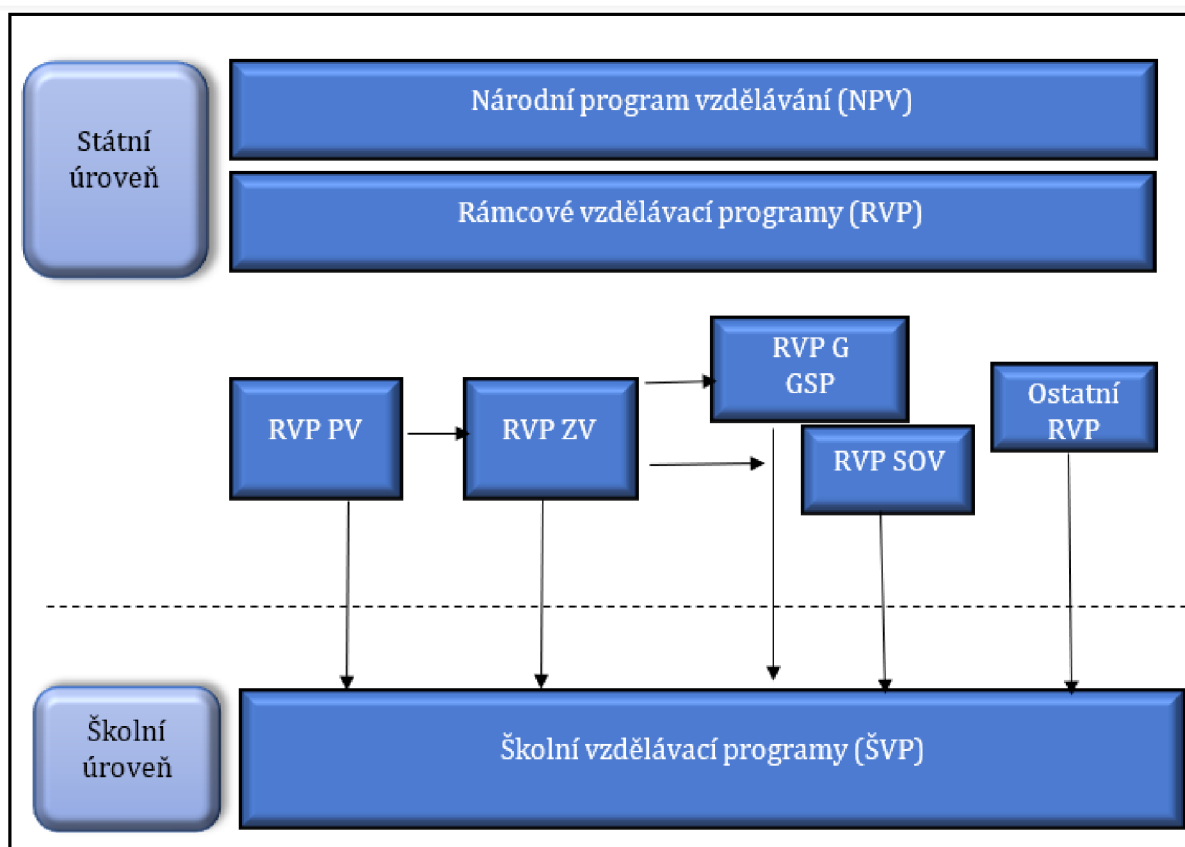 Státní
úroveň
Národní program vzdělávání (NPV)
Rámcové vzdělávací programy (RVP)
RVP PV
RVP ZV
RVP G
GSP
RVP SOV
Ostatní
RVP
Školní
úroveň
Školní vzdělávací programy (ŠVP)